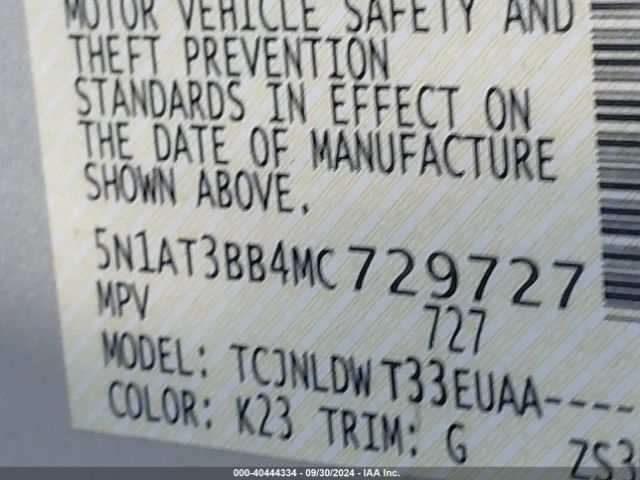 MOTOR VEHICLE SAFETY AND
THEFT PREVENTION
STANDARDS IN EFFECT ON
THE DATE OF MANUFACTURE
SHOWN ABOVE.
5N1AT3BB4MC729727
MPV 727
MODEL: TCJNLDW T33EUAA----
COLOR: K23 TRIM: G ZS3
000-40444334 - 09/30/2024 - IAA Inc.